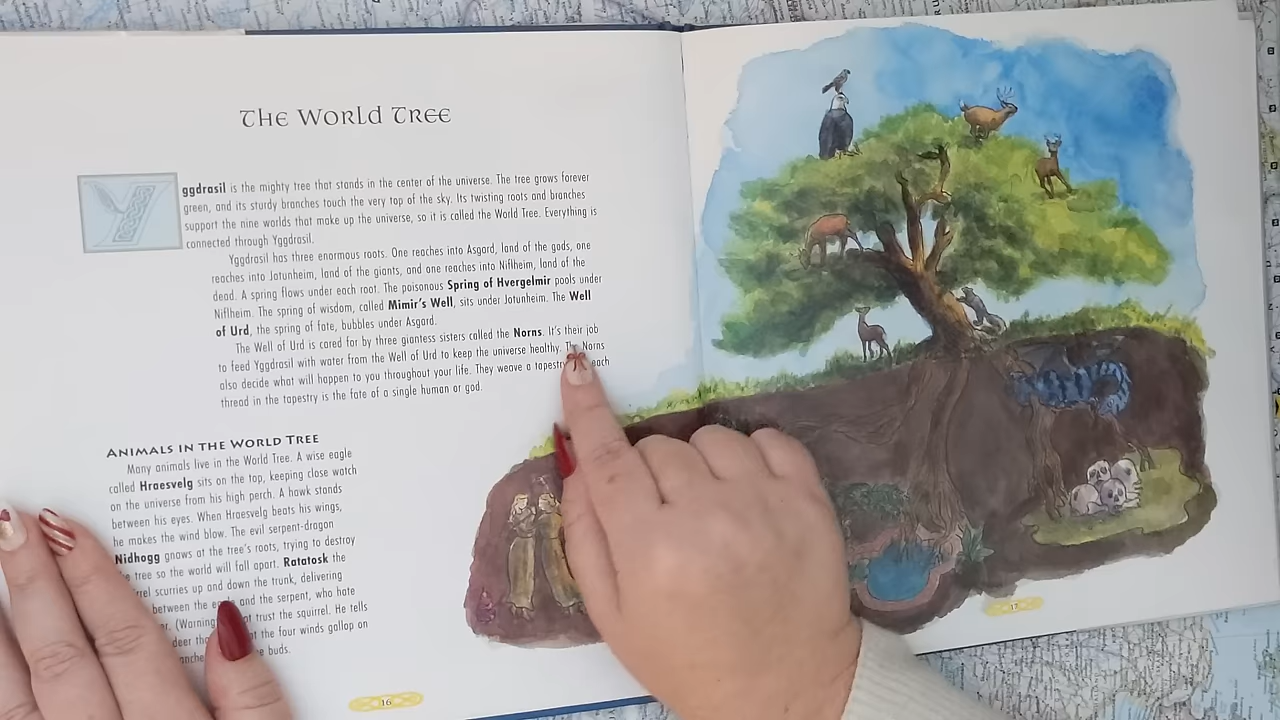 The World Tree
Yggdrasil is the mighty tree that stands in the center of the universe. The tree grows forever
green, and its sturdy branches touch the very top of the sky. Its twisting roots and branches
support the nine worlds that make up the universe, so it is called the World Tree. Everything is
connected through Yggdrasil.
Yggdrasil has three enormous roots. One reaches into Asgard, land of the gods, one
reaches into Jotunheim, land of the giants, and one reaches into Niflheim, land of the
dead. A spring flows under each root. The poisonous Spring of Hvergelmir pools under
Niflheim. The spring of wisdom, called Mimir's Well, sits under Jotunheim. The Well
of Urd, the spring of fate, bubbles under Asgard.
The Well of Urd is cared for by three giantess sisters called the Norns. It's their job
to feed Yggdrasil with water from the Well of Urd to keep the universe healthy. The Norns
also decide what will happen to you throughout your life. They weave a tapestry each
thread in the tapestry is the fate of a single human or god.
Animals in the World Tree
Many animals live in the World Tree. A wise eagle
called Hraesvelg sits on the top, keeping close watch
on the universe from his high perch. A hawk stands
between his eyes. When Hraesvelg beats his wings,
he makes the wind blow. The evil serpent-dragon
Nidhogg gnaws at the tree's roots, trying to destroy
tree so the world will fall apart. Ratatosk the
scurries up and down the trunk, delivering
between the eagle and the serpent, who hate
(Warning trust the squirrel. He tells
deer the four winds gallop on
buds.
16
17